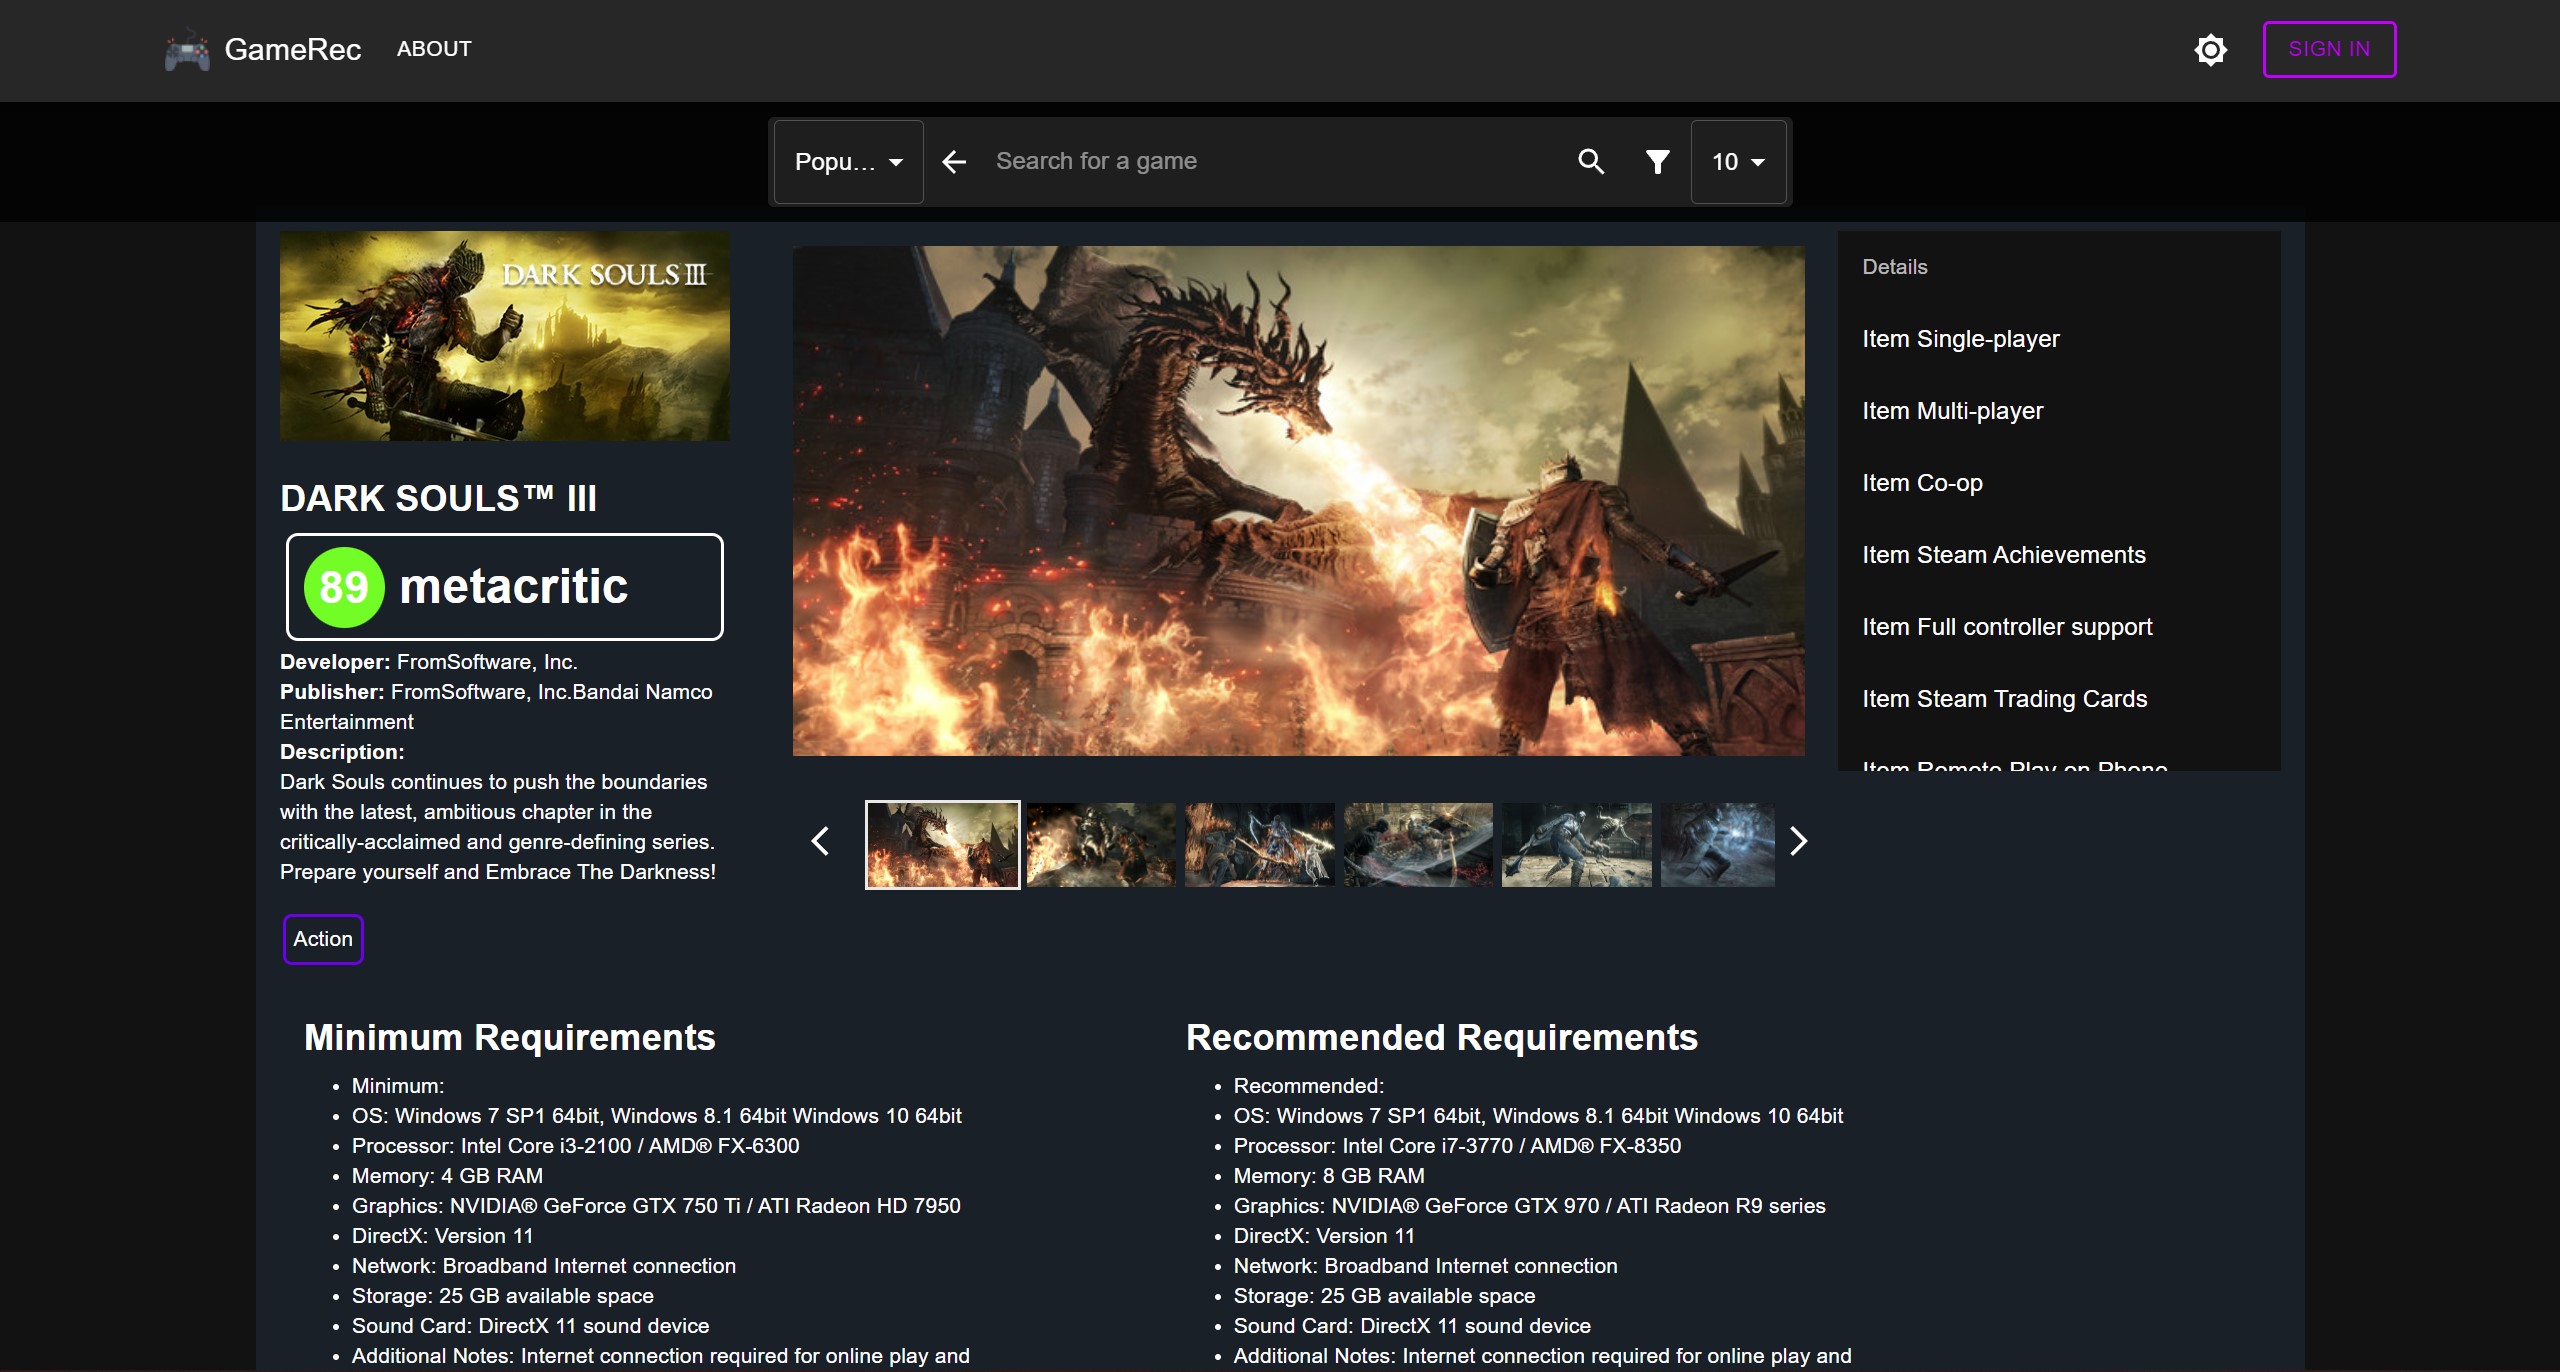 GameRec
ABOUT
SIGN IN
Popu...
Search for a game
10
DARK SOULS III
DARK SOULS™ III
89 metacritic
Developer: FromSoftware, Inc.
Publisher: FromSoftware, Inc.Bandai Namco
Entertainment
Description:
Dark Souls continues to push the boundaries
with the latest, ambitious chapter in the
critically-acclaimed and genre-defining series.
Prepare yourself and Embrace The Darkness!
Action
Details
Item Single-player
Item Multi-player
Item Co-op
Item Steam Achievements
Item Full controller support
Item Steam Trading Cards
Item Remote Play on Phone
Minimum Requirements
Minimum:
OS: Windows 7 SP1 64bit, Windows 8.1 64bit Windows 10 64bit
Processor: Intel Core i3-2100 / AMD® FX-6300
Memory: 4 GB RAM
Graphics: NVIDIA® GeForce GTX 750 Ti / ATI Radeon HD 7950
DirectX: Version 11
Network: Broadband Internet connection
Storage: 25 GB available space
Sound Card: DirectX 11 sound device
Additional Notes: Internet connection required for online play and
Recommended Requirements
Recommended:
OS: Windows 7 SP1 64bit, Windows 8.1 64bit Windows 10 64bit
Processor: Intel Core i7-3770 / AMD® FX-8350
Memory: 8 GB RAM
Graphics: NVIDIA® GeForce GTX 970 / ATI Radeon R9 series
DirectX: Version 11
Network: Broadband Internet connection
Storage: 25 GB available space
Sound Card: DirectX 11 sound device
Additional Notes: Internet connection required for online play and